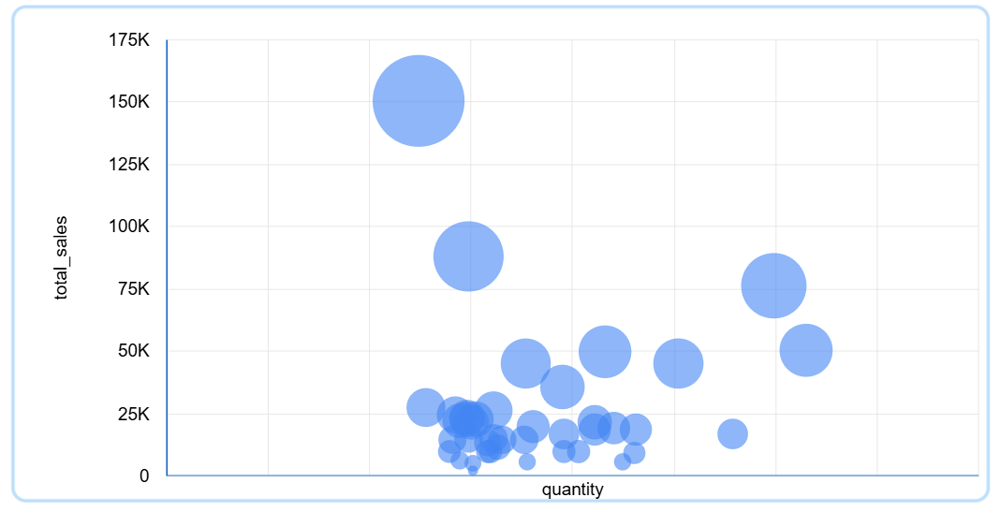 175K
150K
125K
100K
75K
50K
25K
0
total_sales
quantity